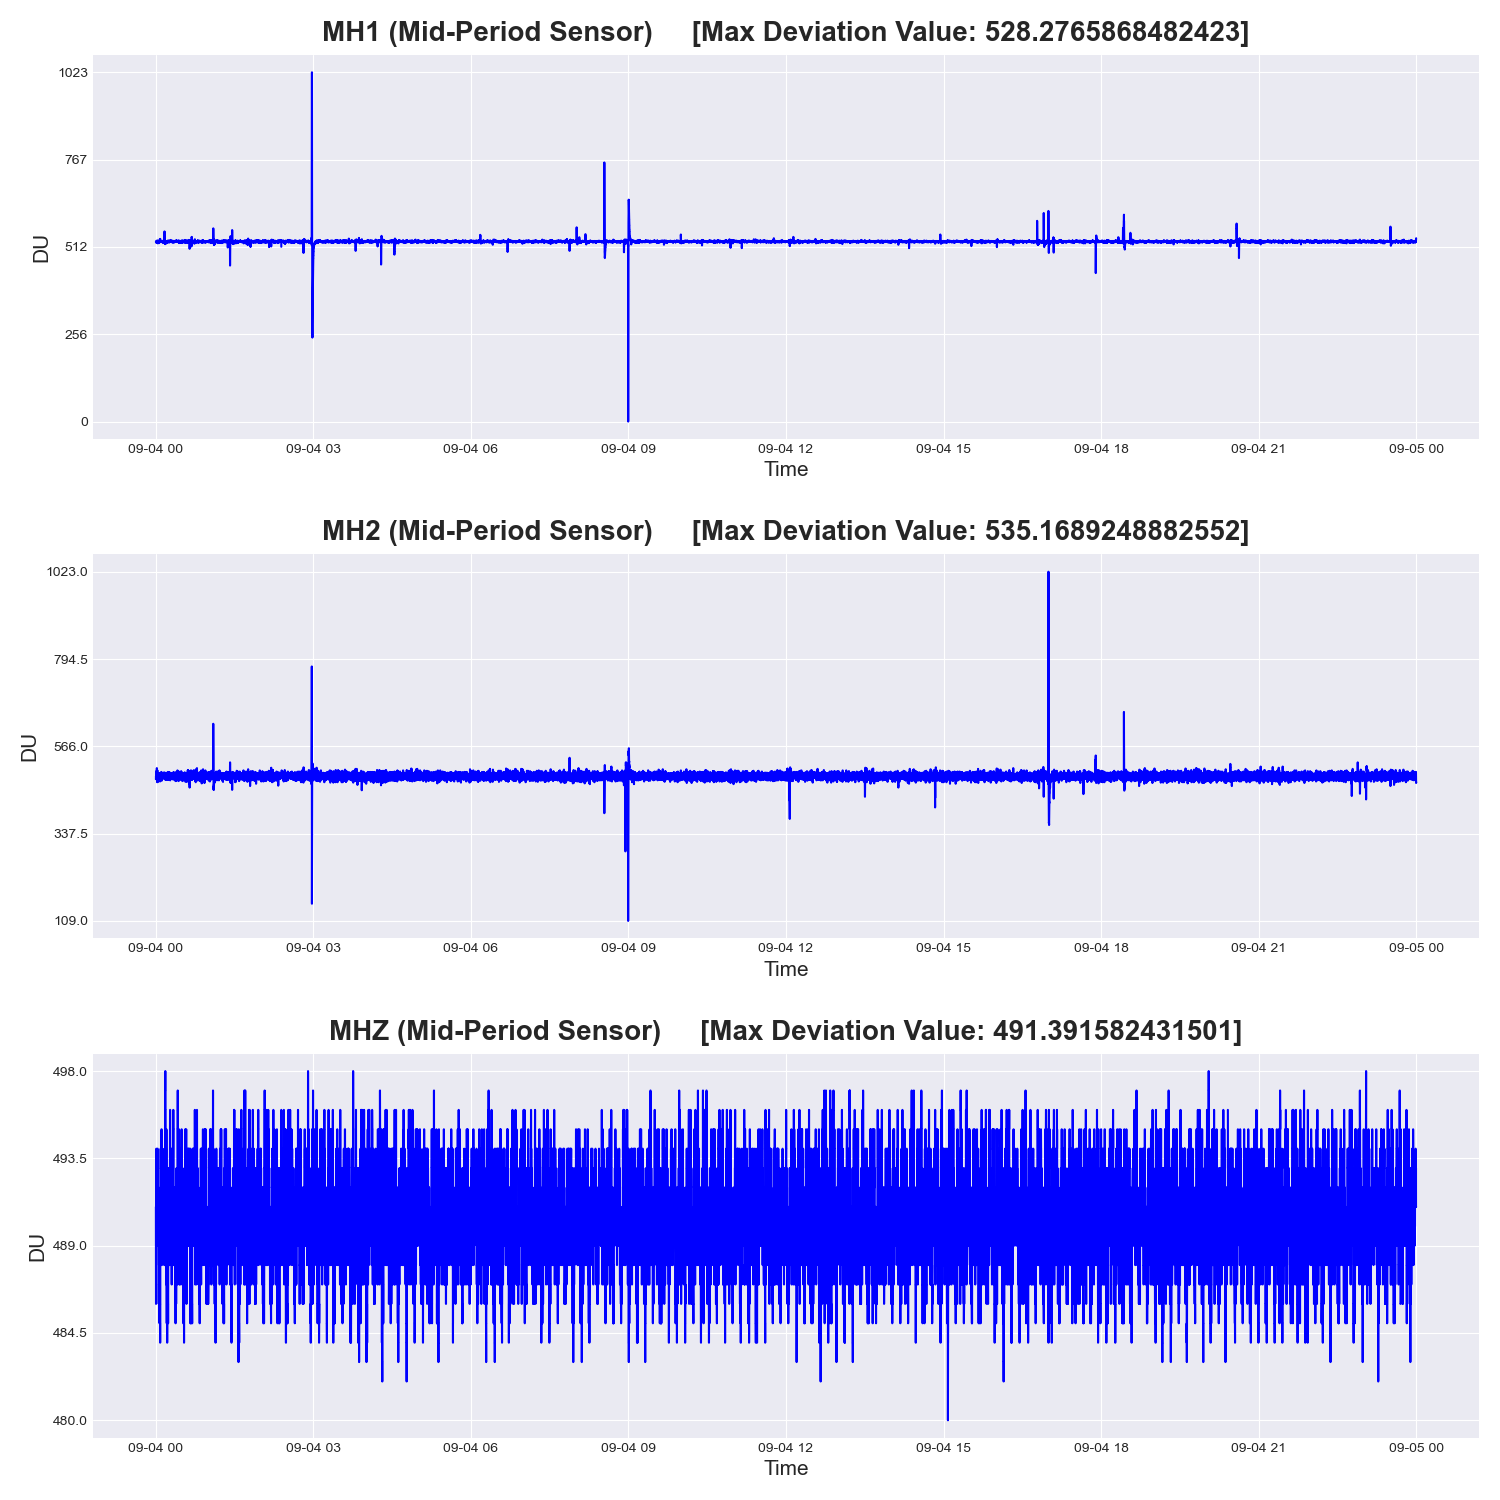 MH1 (Mid-Period Sensor) [Max Deviation Value: 528.2765868482423]
1023
767
512
256
0
DU
09-04 00 09-04 03 09-04 06 09-04 09 09-04 12 09-04 15 09-04 18 09-04 21 09-05 00
Time
MH2 (Mid-Period Sensor) [Max Deviation Value: 535.1689248882552]
1023.0
794.5
566.0
337.5
109.0
DU
09-04 00 09-04 03 09-04 06 09-04 09 09-04 12 09-04 15 09-04 18 09-04 21 09-05 00
Time
MHZ (Mid-Period Sensor) [Max Deviation Value: 491.391582431501]
498.0
493.5
489.0
484.5
480.0
DU
09-04 00 09-04 03 09-04 06 09-04 09 09-04 12 09-04 15 09-04 18 09-04 21 09-05 00
Time